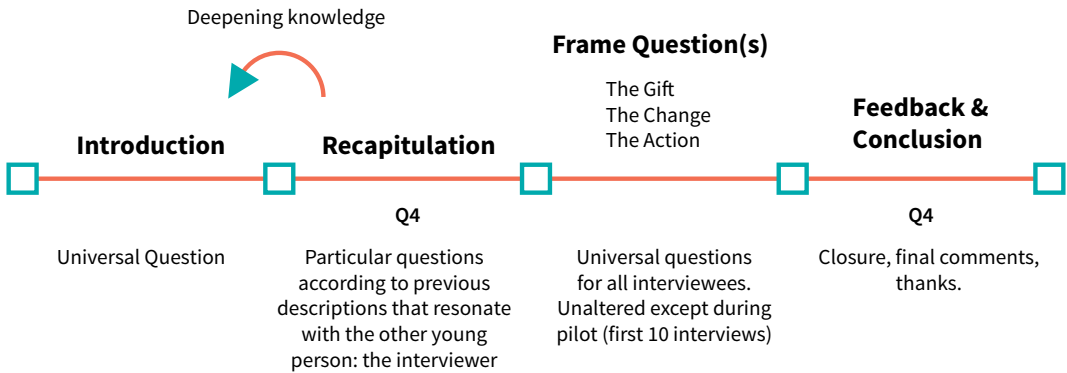 Deepening knowledge
Introduction
Universal Question
Recapitulation
Q4
Particular questions
according to previous
descriptions that resonate
with the other young
person: the interviewer
Frame Question(s)
The Gift
The Change
The Action
Universal questions
for all interviewees.
Unaltered except during
pilot (first 10 interviews)
Feedback &
Conclusion
Q4
Closure, final comments,
thanks.